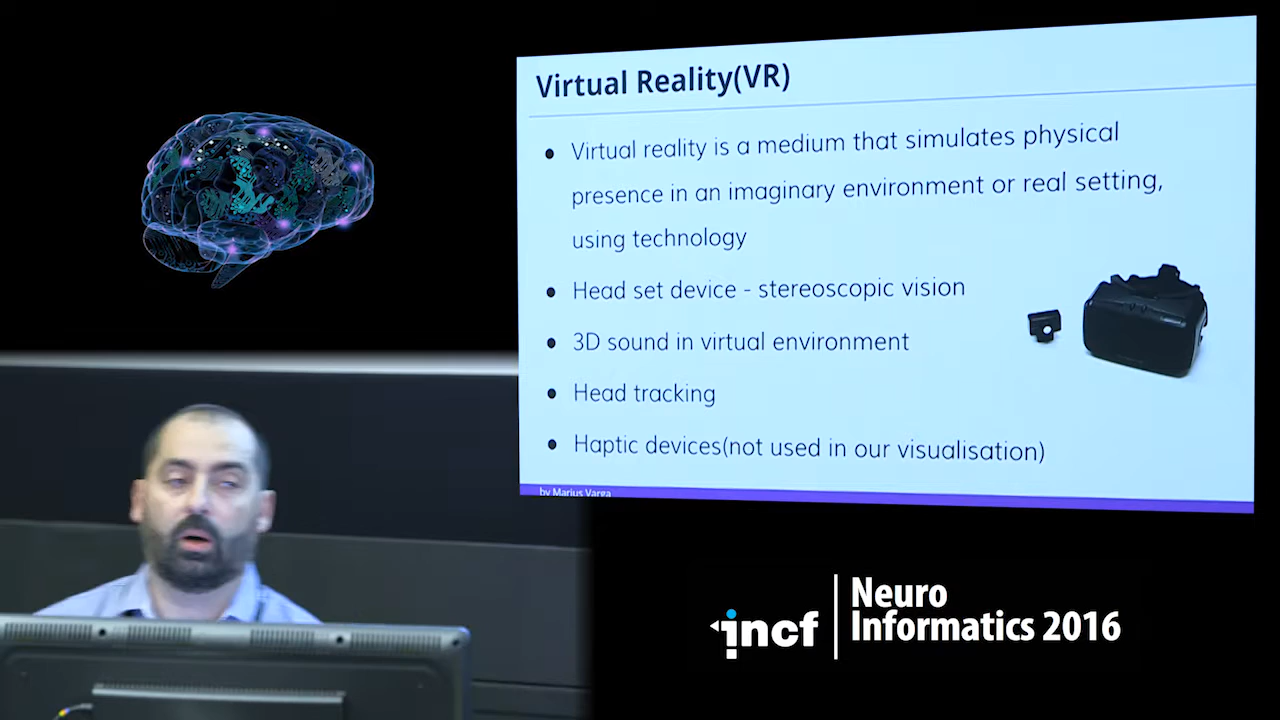 Virtual Reality(VR)
• Virtual reality is a medium that simulates physical
presence in an imaginary environment or real setting,
using technology
• Head set device - stereoscopic vision
• 3D sound in virtual environment
• Head tracking
• Haptic devices(not used in our visualisation)
by Marius Varga
incf
Neuro
Informatics 2016